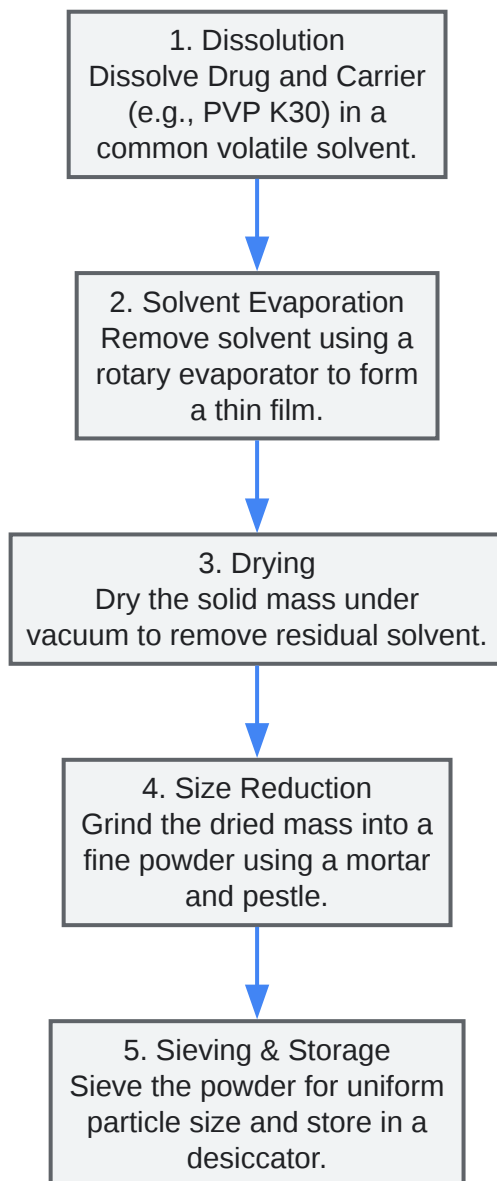 1. Dissolution
Dissolve Drug and Carrier
(e.g., PVP K30) in a
common volatile solvent.
2. Solvent Evaporation
Remove solvent using a
rotary evaporator to form
a thin film.
3. Drying
Dry the solid mass under
vacuum to remove residual solvent.
4. Size Reduction
Grind the dried mass into a
fine powder using a mortar
and pestle.
5. Sieving & Storage
Sieve the powder for uniform
particle size and store in a
desiccator.